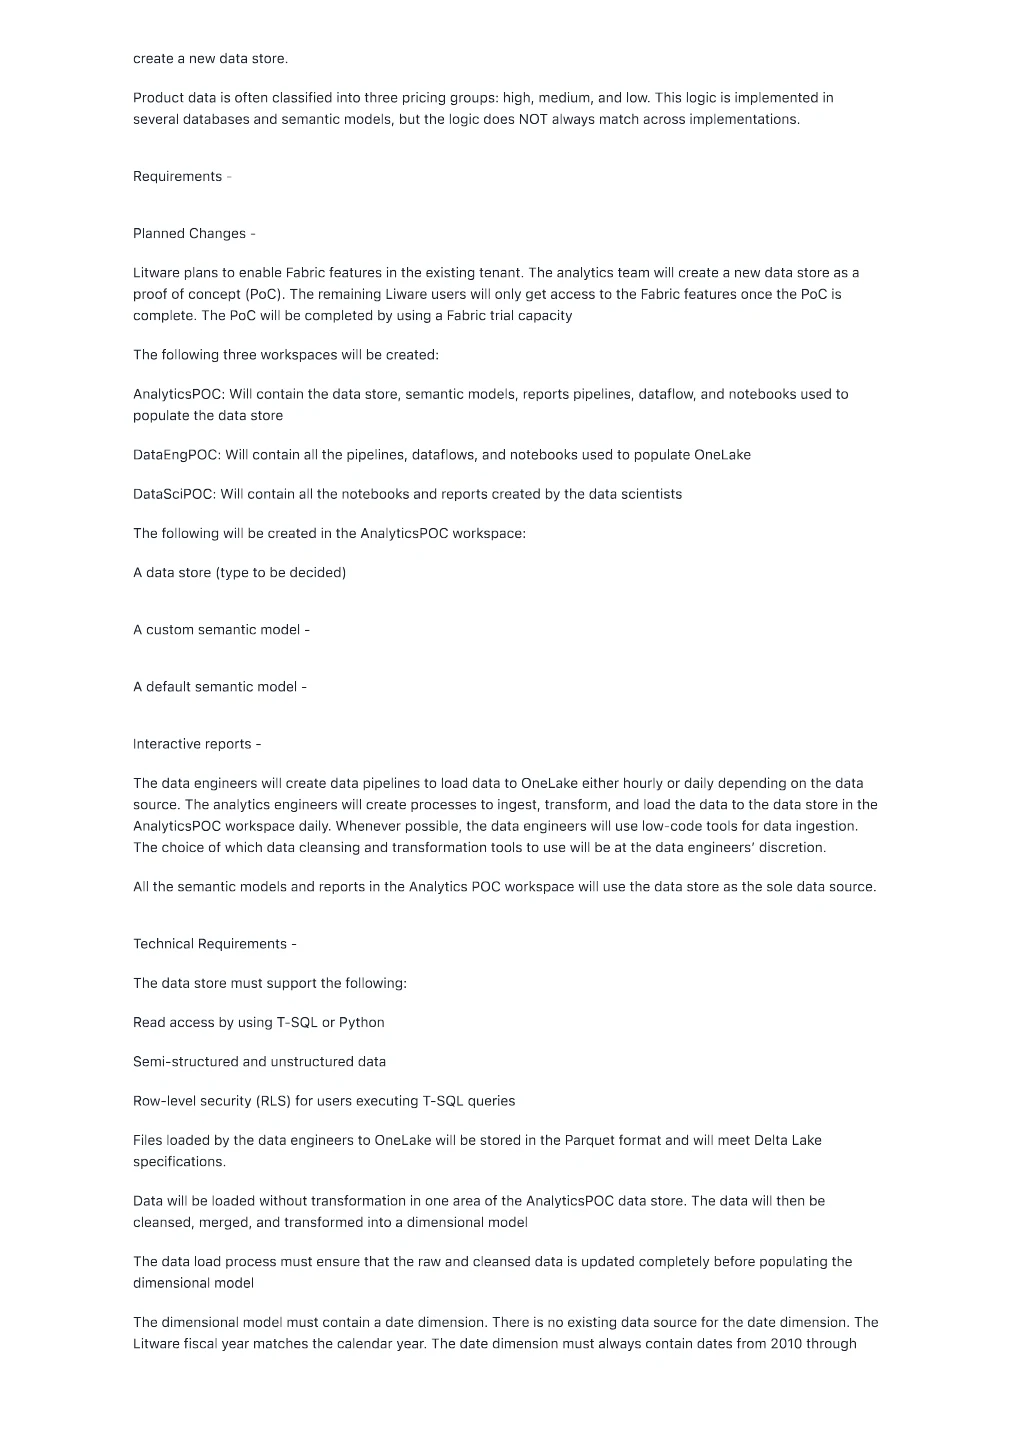 create a new data store.
Product data is often classified into three pricing groups: high, medium, and low. This logic is implemented in
several databases and semantic models, but the logic does NOT always match across implementations.
Requirements -
Planned Changes -
Litware plans to enable Fabric features in the existing tenant. The analytics team will create a new data store as a
proof of concept (PoC). The remaining Liware users will only get access to the Fabric features once the PoC is
complete. The PoC will be completed by using a Fabric trial capacity
The following three workspaces will be created:
AnalyticsPOC: Will contain the data store, semantic models, reports pipelines, dataflow, and notebooks used to
populate the data store
DataEngPOC: Will contain all the pipelines, dataflows, and notebooks used to populate OneLake
DataSciPOC: Will contain all the notebooks and reports created by the data scientists
The following will be created in the AnalyticsPOC workspace:
A data store (type to be decided)
A custom semantic model -
A default semantic model -
Interactive reports -
The data engineers will create data pipelines to load data to OneLake either hourly or daily depending on the data
source. The analytics engineers will create processes to ingest, transform, and load the data to the data store in the
AnalyticsPOC workspace daily. Whenever possible, the data engineers will use low-code tools for data ingestion.
The choice of which data cleansing and transformation tools to use will be at the data engineers’ discretion.
All the semantic models and reports in the Analytics POC workspace will use the data store as the sole data source.
Technical Requirements -
The data store must support the following:
Read access by using T-SQL or Python
Semi-structured and unstructured data
Row-level security (RLS) for users executing T-SQL queries
Files loaded by the data engineers to OneLake will be stored in the Parquet format and will meet Delta Lake
specifications.
Data will be loaded without transformation in one area of the AnalyticsPOC data store. The data will then be
cleansed, merged, and transformed into a dimensional model
The data load process must ensure that the raw and cleansed data is updated completely before populating the
dimensional model
The dimensional model must contain a date dimension. There is no existing data source for the date dimension. The
Litware fiscal year matches the calendar year. The date dimension must always contain dates from 2010 through